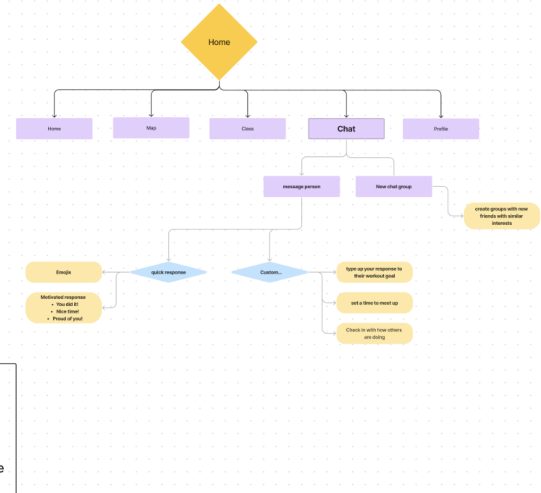 Home
Home
Map
Class
Chat
Profile
message person
New chat group
create groups with new
friends with similar
interests
Emojis
quick response
Custom...
type up your response to
their workout goal
Motivated response
• You did it!
• Nice time!
• Proud of you!
set a time to meet up
Check in with how others
are doing
e